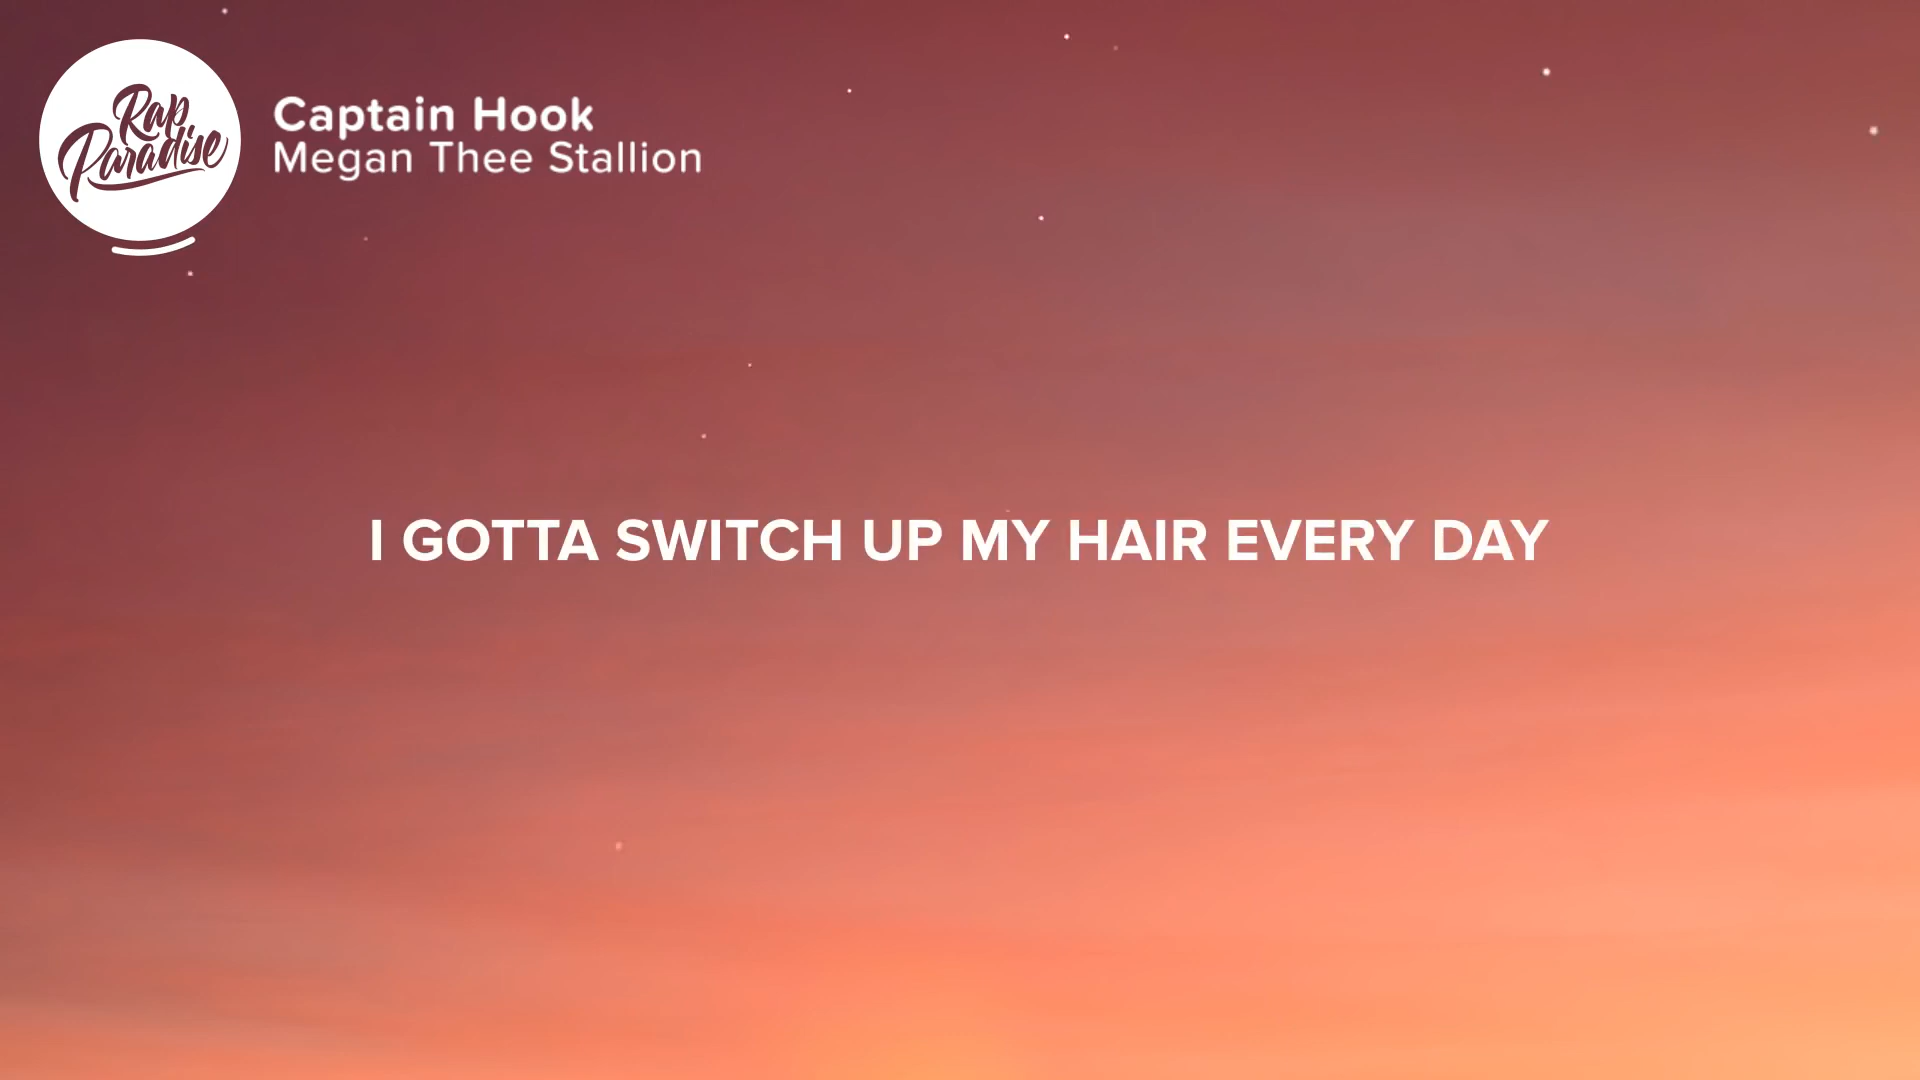 Rap
Paradise
Captain Hook
Megan Thee Stallion
I GOTTA SWITCH UP MY HAIR EVERY DAY